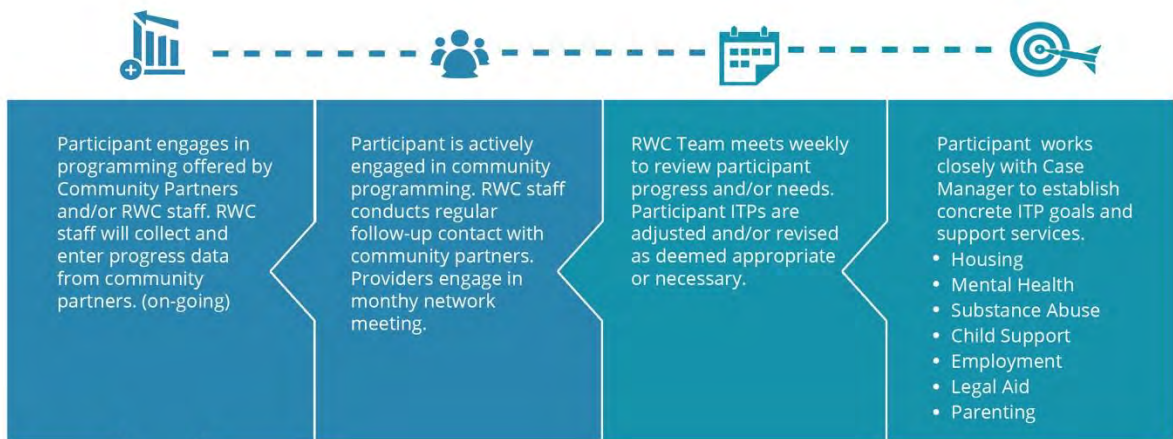 Participant engages in
programming offered by
Community Partners
and/or RWC staff. RWC
staff will collect and
enter progress data
from community
partners. (on-going)
Participant is actively
engaged in community
programming. RWC staff
conducts regular
follow-up contact with
community partners.
Providers engage in
monthy network
meeting.
RWC Team meets weekly
to review participant
progress and/or needs.
Participant ITPs are
adjusted and/or revised
as deemed appropriate
or necessary.
Participant works
closely with Case
Manager to establish
concrete ITP goals and
support services.
• Housing
• Mental Health
• Substance Abuse
• Child Support
• Employment
• Legal Aid
• Parenting